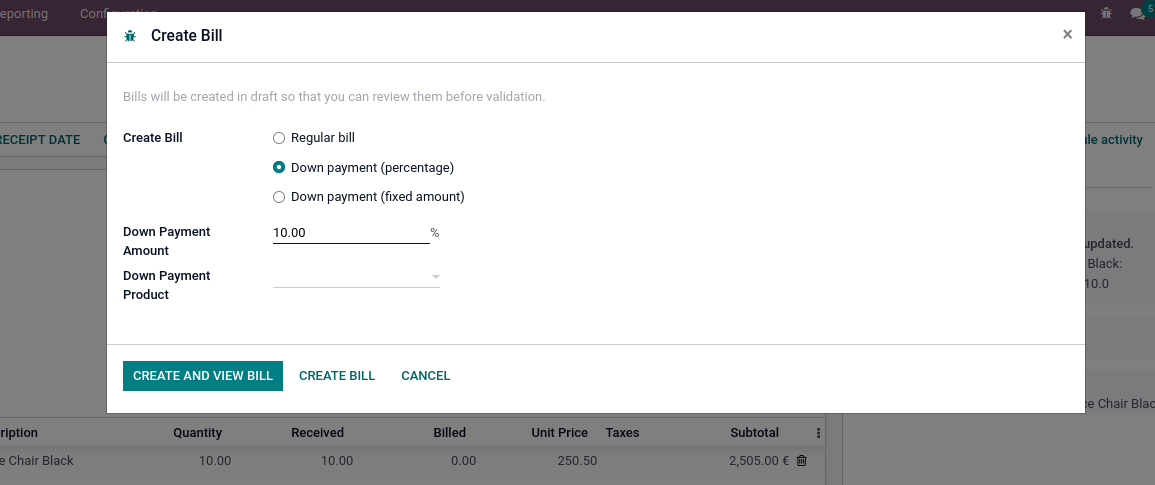 eporting
5
Create Bill
×
Bills will be created in draft so that you can review them before validation.
Create Bill
Regular bill
Down payment (percentage)
Down payment (fixed amount)
RECEIPT DATE
activity
Down Payment
Amount
10.00 %
Down Payment
Product
updated.
Black:
10.0
CREATE AND VIEW BILL CREATE BILL CANCEL
Chair Blac
ription Quantity Received Billed Unit Price Taxes Subtotal
e Chair Black 10.00 10.00 0.00 250.50 2,505.00 €